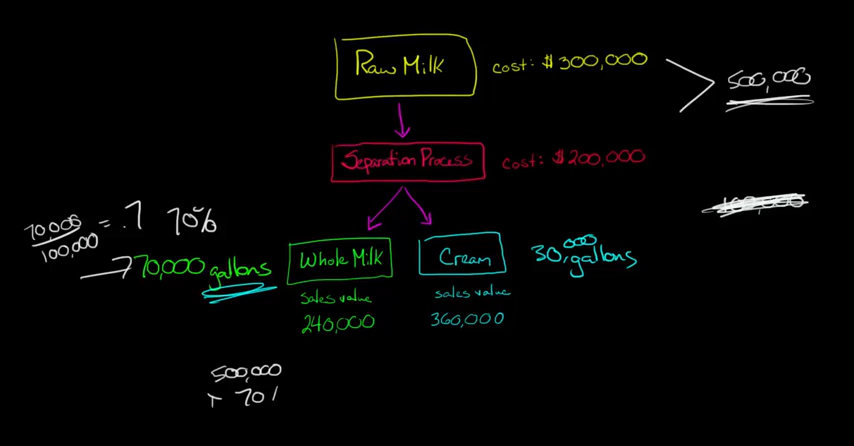 Raw Milk
cost: $300,000
500,000
Separation Process
cost: $200,000
70,000
100,000
= .7 70%
70,000 gallons
Whole Milk
Cream
30,000 gallons
sales value
240,000
sales value
360,000
500,000
x 70%